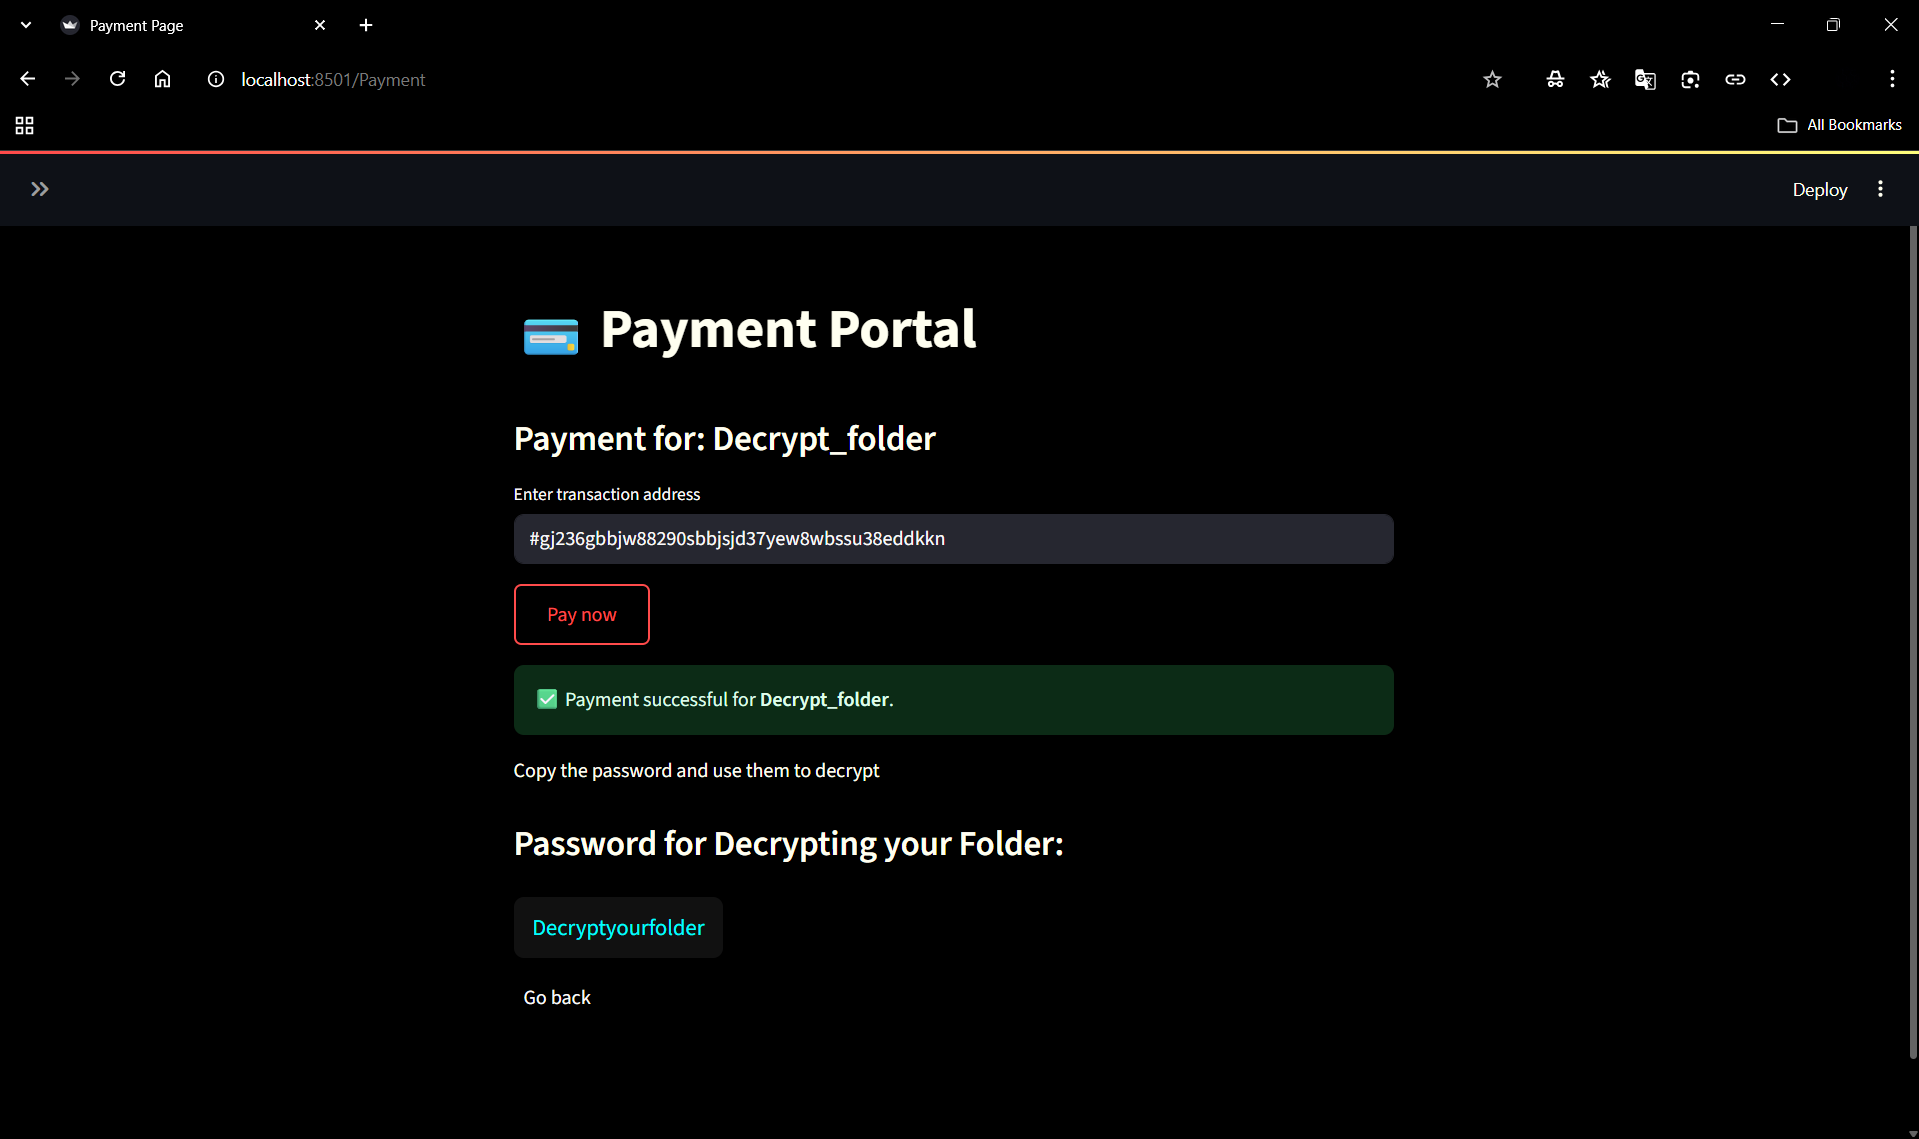 Payment Page
localhost:8501/Payment
All Bookmarks
Deploy
Payment Portal
Payment for: Decrypt_folder
Enter transaction address
#gj236gbbjw88290sbbjsjd37yew8wbssu38eddkkn
Pay now
✅ Payment successful for Decrypt_folder.
Copy the password and use them to decrypt
Password for Decrypting your Folder:
Decryptyourfolder
Go back